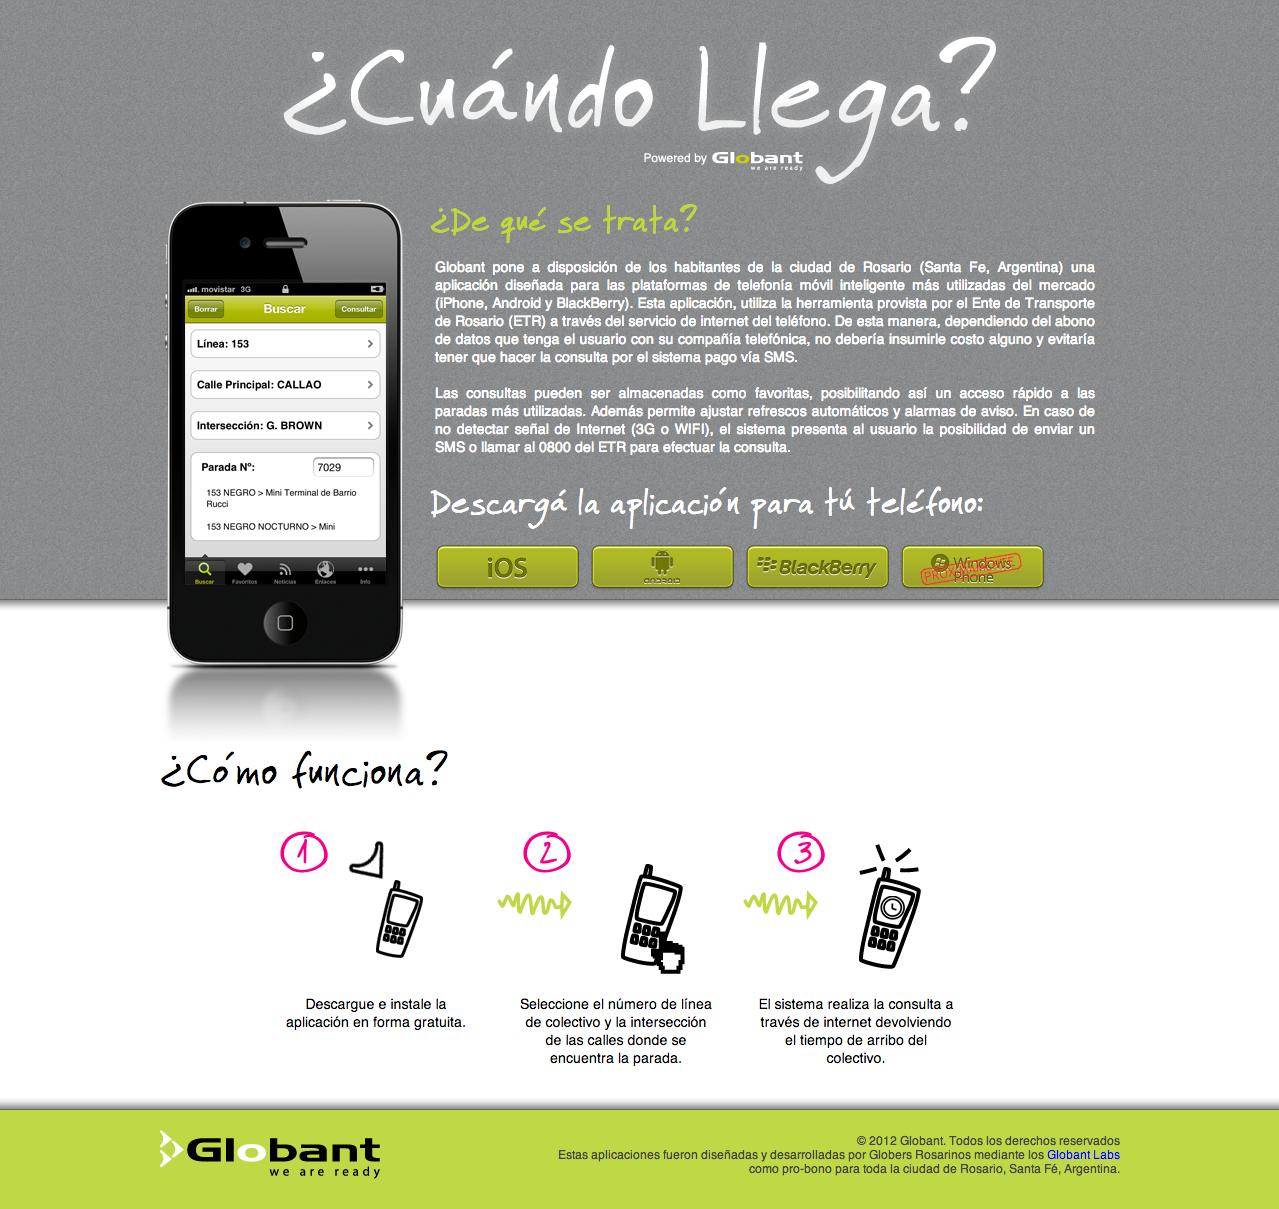 ¿Cuándo Llega?
Powered by Globant
we are ready
¿De qué se trata?
Globant pone a disposición de los habitantes de la ciudad de Rosario (Santa Fe, Argentina) una
aplicación diseñada para las plataformas de telefonía móvil inteligente más utilizadas del mercado
(iPhone, Android y BlackBerry). Esta aplicación, utiliza la herramienta provista por el Ente de Transporte
de Rosario (ETR) a través del servicio de internet del teléfono. De esta manera, dependiendo del abono
de datos que tenga el usuario con su compañía telefónica, no debería insumirle costo alguno y evitaría
tener que hacer la consulta por el sistema pago vía SMS.
Las consultas pueden ser almacenadas como favoritas, posibilitando así un acceso rápido a las
paradas más utilizadas. Además permite ajustar refrescos automáticos y alarmas de aviso. En caso de
no detectar señal de Internet (3G o WIFI), el sistema presenta al usuario la posibilidad de enviar un
SMS o llamar al 0800 del ETR para efectuar la consulta.
Descargá la aplicación para tú teléfono:
iOS
ANDROID
BlackBerry
Windows
Phone
movistar 3G
Borrar
Buscar
Consultar
Línea: 153
Calle Principal: CALLAO
Intersección: G. BROWN
Parada Nº:
7029
153 NEGRO > Mini Terminal de Barrio
Rucci
153 NEGRO NOCTURNO > Mini
Buscar
Favoritos
Noticias
Enlaces
Info
¿Cómo funciona?
1
2
3
Descargue e instale la
aplicación en forma gratuita.
Seleccione el número de línea
de colectivo y la intersección
de las calles donde se
encuentra la parada.
El sistema realiza la consulta a
través de internet devolviendo
el tiempo de arribo del
colectivo.
Globant
we are ready
© 2012 Globant. Todos los derechos reservados
Estas aplicaciones fueron diseñadas y desarrolladas por Globers Rosarinos mediante los Globant Labs
como pro-bono para toda la ciudad de Rosario, Santa Fé, Argentina.